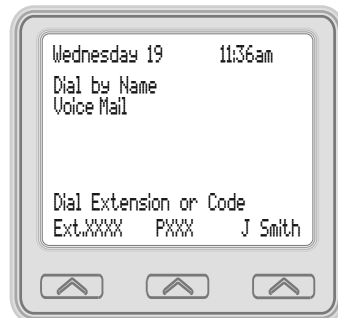 Wednesday 19 11:36am
Dial by Name
Voice Mail
Dial Extension or Code
Ext.XXXX PXXX J Smith